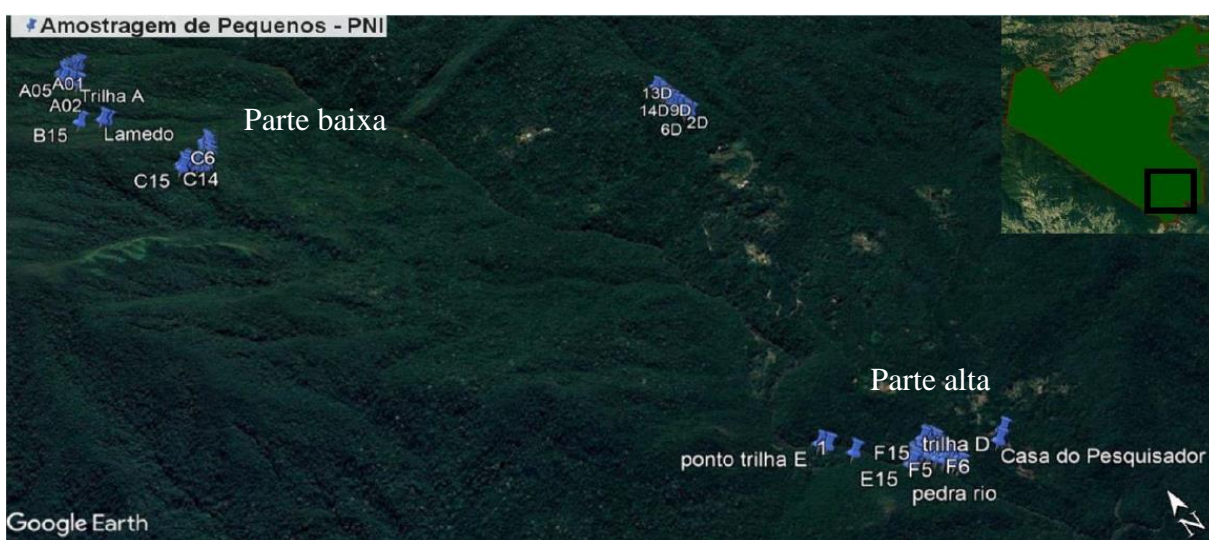 Amostragem de Pequenos - PNI
A05 A01 Trilha A
A02
B15 Lamedo
Parte baixa
C6
C15 C14
13D
14D 9D
6D 2D
Parte alta
ponto trilha E 1
E15
F15 trilha D
F5 F6
pedra rio
Casa do Pesquisador
Google Earth
N